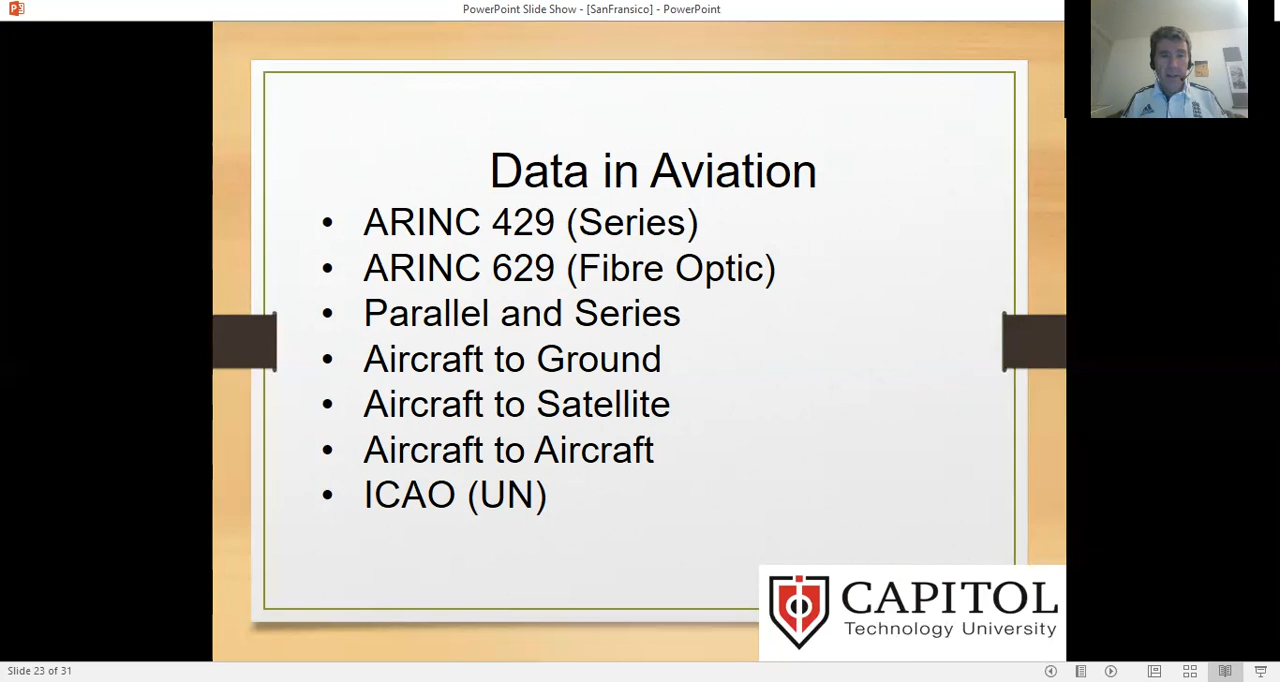 PowerPoint Slide Show - [SanFransico] - PowerPoint
Data in Aviation
• ARINC 429 (Series)
• ARINC 629 (Fibre Optic)
• Parallel and Series
• Aircraft to Ground
• Aircraft to Satellite
• Aircraft to Aircraft
• ICAO (UN)
CAPITOL
Technology University
Slide 23 of 31